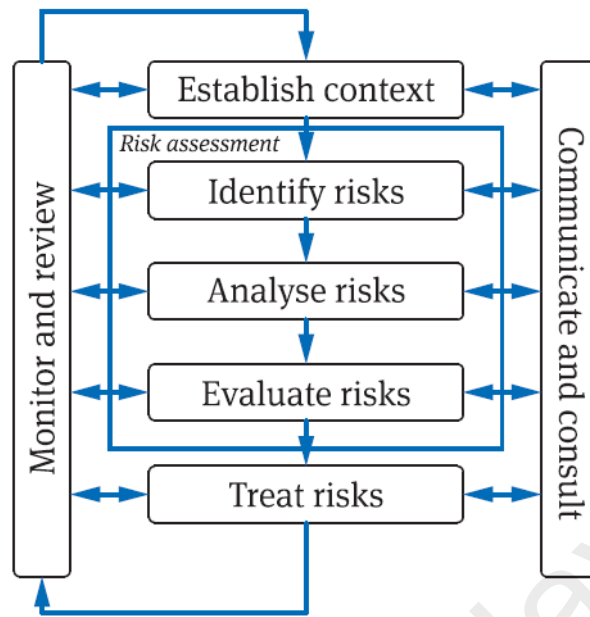 Establish context
Risk assessment
Identify risks
Analyse risks
Evaluate risks
Treat risks
Monitor and review
Communicate and consult